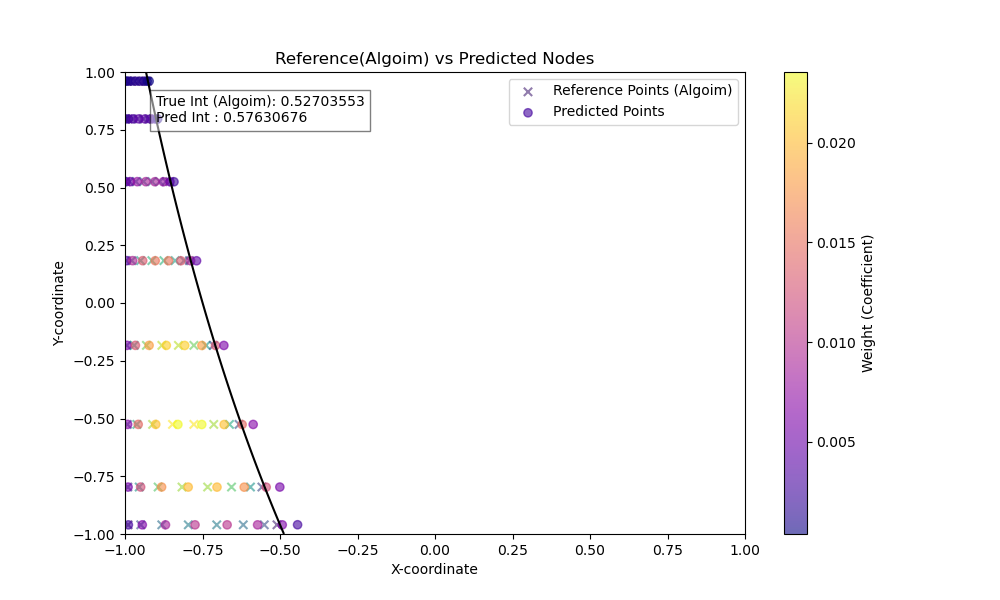 Reference(Algoim) vs Predicted Nodes
True Int (Algoim): 0.52703553
Pred Int : 0.57630676
Reference Points (Algoim)
Predicted Points
1.00
0.75
0.50
0.25
0.00
−0.25
−0.50
−0.75
−1.00
Y-coordinate
−1.00
−0.75
−0.50
−0.25
0.00
0.25
0.50
0.75
1.00
X-coordinate
0.020
0.015
0.010
0.005
Weight (Coefficient)